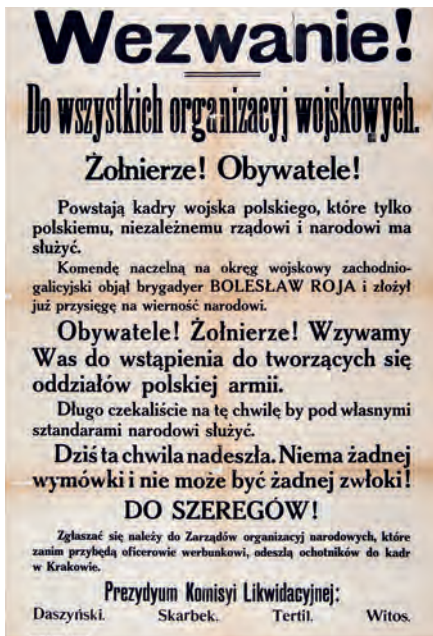 Wezwanie!
Do wszystkich organizacyj wojskowych.
Żołnierze! Obywatele!
Powstają kadry wojska polskiego, które tylko
polskiemu, niezależnemu rządowi i narodowi ma
służyć.
Komendę naczelną na okręg wojskowy zachodnio-
galicyjski objął brygadyer BOLESŁAW ROJA i złożył
już przysięgę na wierność narodowi.
Obywatele! Żołnierze! Wzywamy
Was do wstąpienia do tworzących się
oddziałów polskiej armii.
Długo czekaliście na tę chwilę by pod własnymi
sztandarami narodowi służyć.
Dziś ta chwila nadeszła. Niema żadnej
wymówki i nie może być żadnej zwłoki!
DO SZEREGÓW!
Zgłaszać się należy do Zarządów organizacyj narodowych, które
zanim przybędą oficerowie werbunkowi, odeszlą ochotników do kadr
w Krakowie.
Prezydyum Komisyi Likwidacyjnej:
Daszyński. Skarbek. Tertil. Witos.